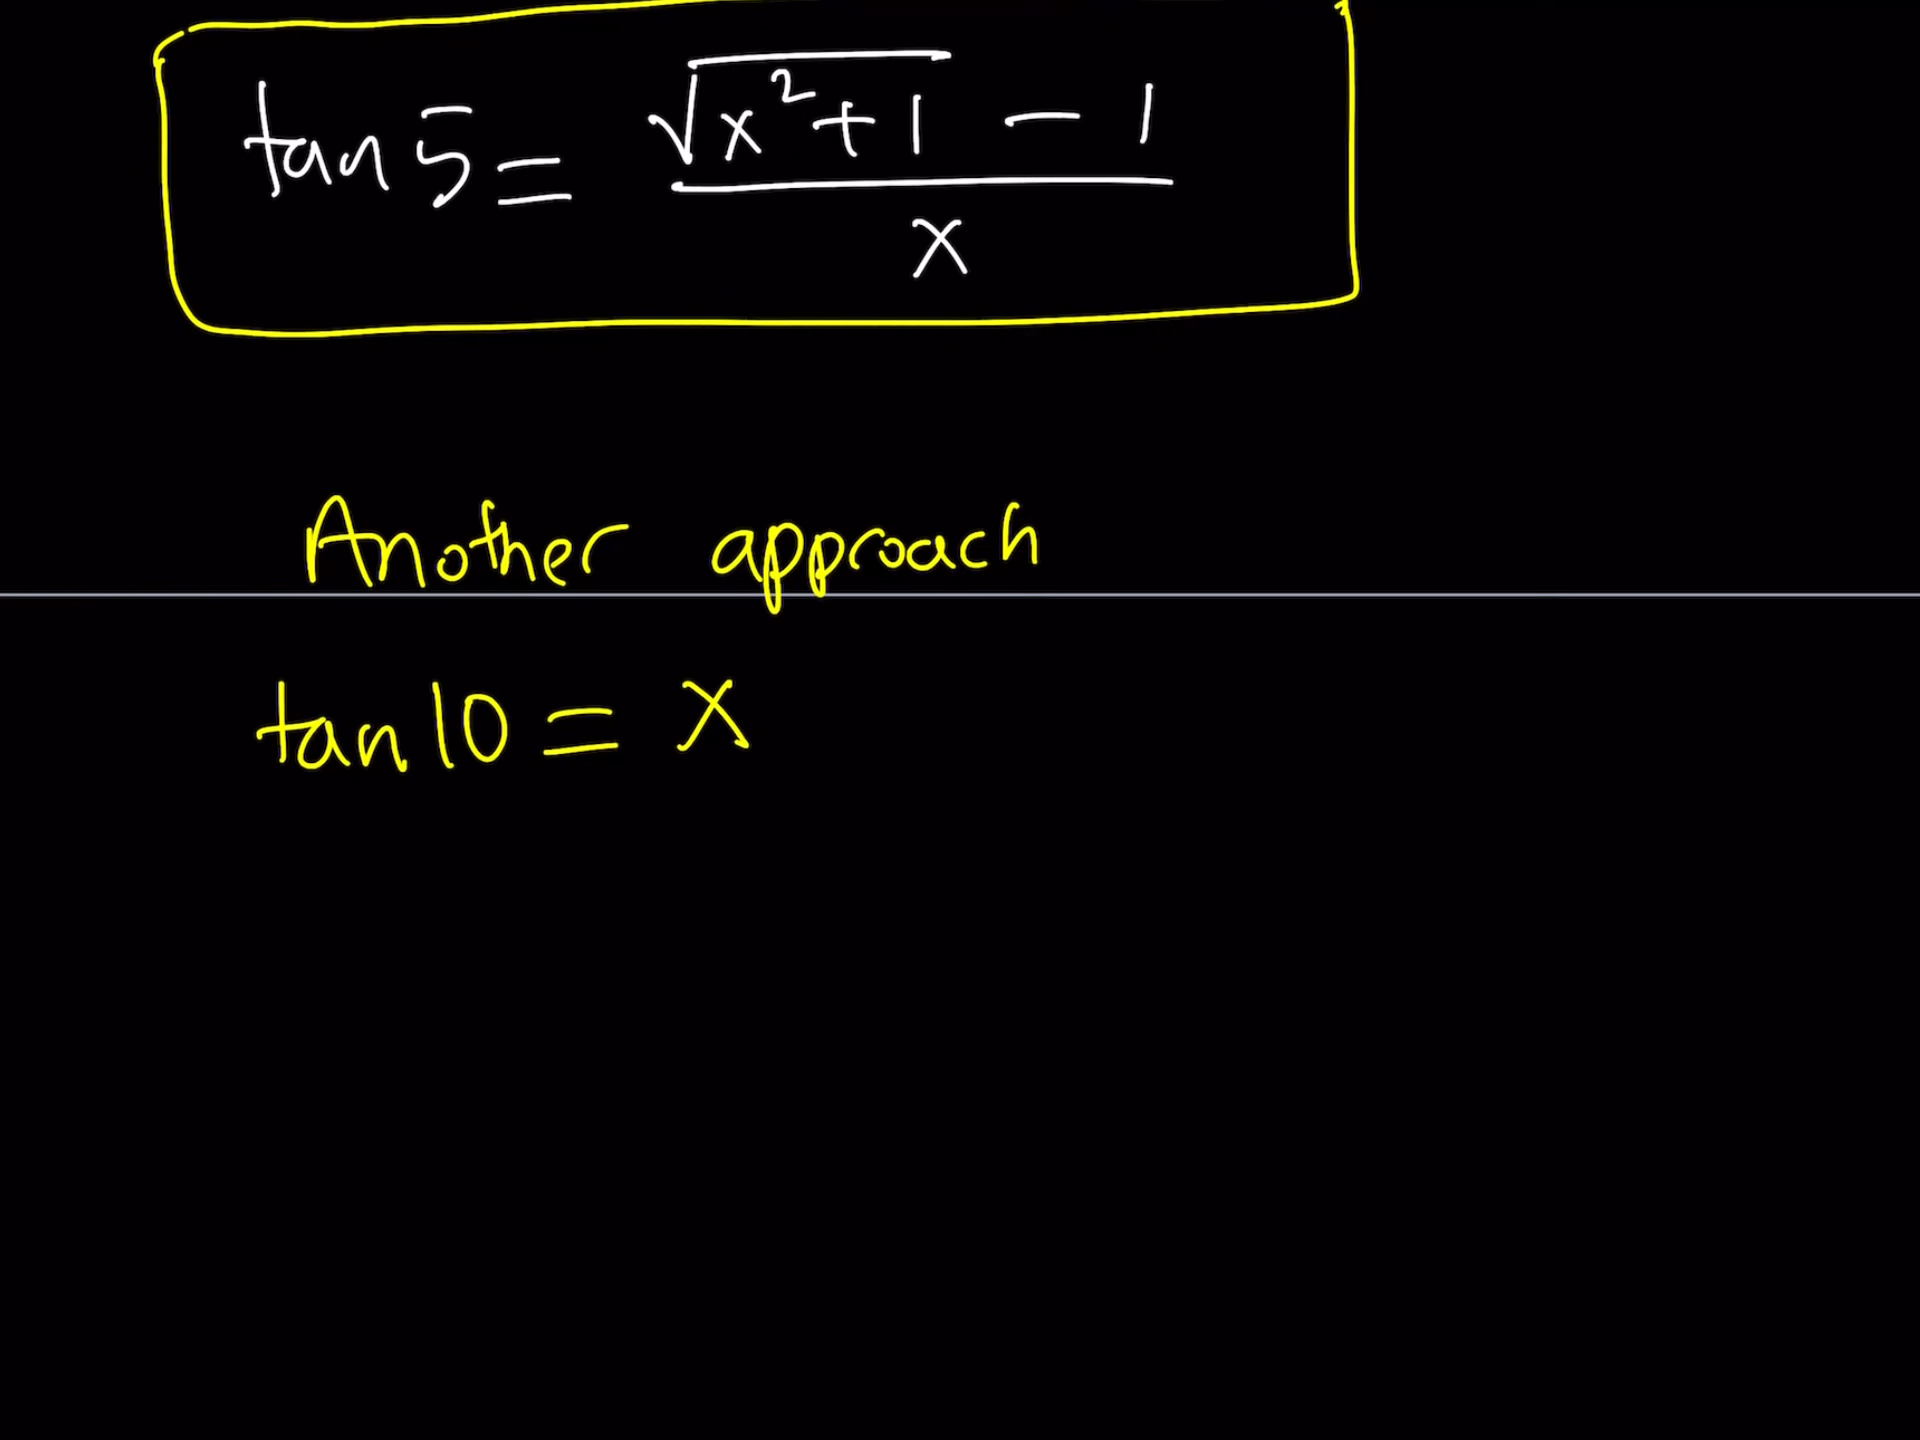 tan 5 = √(x²+1) - 1 / x
Another approach
tan 10 = x